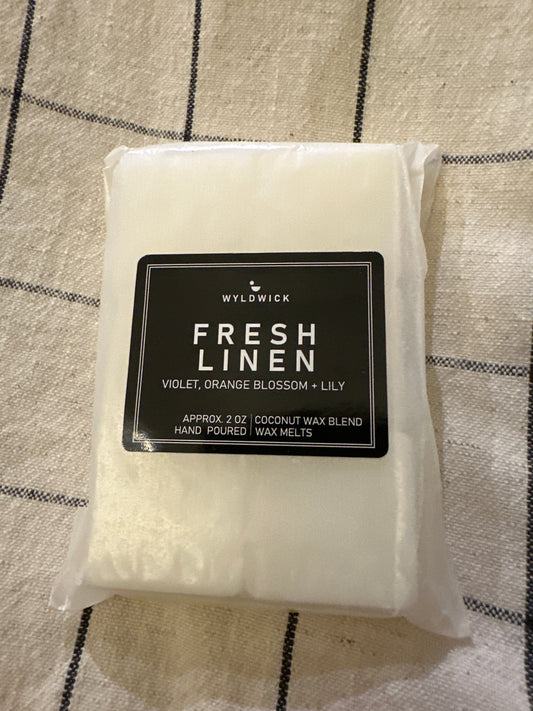 WYLDWICK
FRESH
LINEN
VIOLET, ORANGE BLOSSOM + LILY
APPROX. 2 OZ | COCONUT WAX BLEND
HAND POURED | WAX MELTS